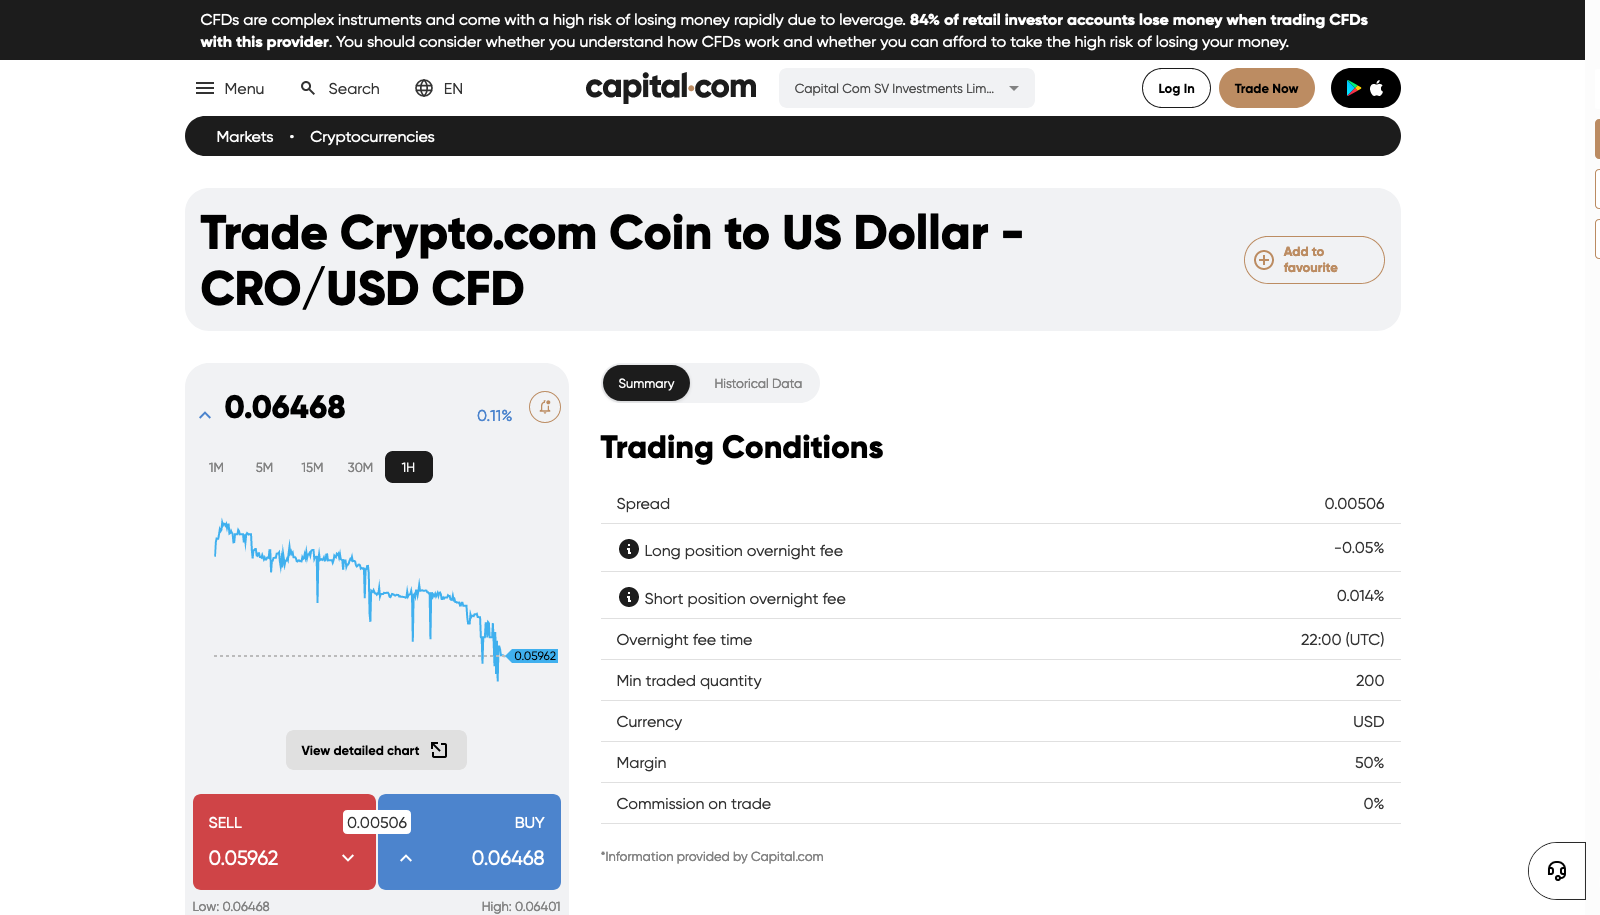 CFDs are complex instruments and come with a high risk of losing money rapidly due to leverage. 84% of retail investor accounts lose money when trading CFDs
with this provider. You should consider whether you understand how CFDs work and whether you can afford to take the high risk of losing your money.
Menu Search EN capital.com Capital Com SV Investments Lim... Log In Trade Now
Markets • Cryptocurrencies
Trade Crypto.com Coin to US Dollar -
CRO/USD CFD
Add to
favourite
0.06468 0.11%
1M 5M 15M 30M 1H
0.05962
View detailed chart
SELL 0.00506 BUY
0.05962 0.06468
Low: 0.06468 High: 0.06401
Summary Historical Data
Trading Conditions
Spread 0.00506
Long position overnight fee -0.05%
Short position overnight fee 0.014%
Overnight fee time 22:00 (UTC)
Min traded quantity 200
Currency USD
Margin 50%
Commission on trade 0%
*Information provided by Capital.com